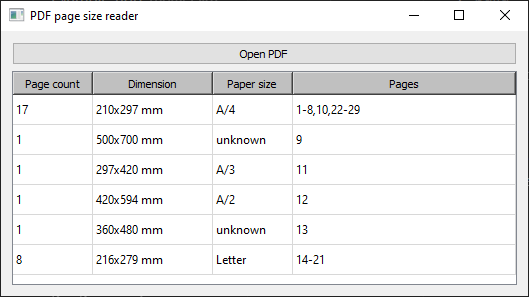 PDF page size reader
Open PDF
Page count Dimension Paper size Pages
17 210x297 mm A/4 1-8,10,22-29
1 500x700 mm unknown 9
1 297x420 mm A/3 11
1 420x594 mm A/2 12
1 360x480 mm unknown 13
8 216x279 mm Letter 14-21